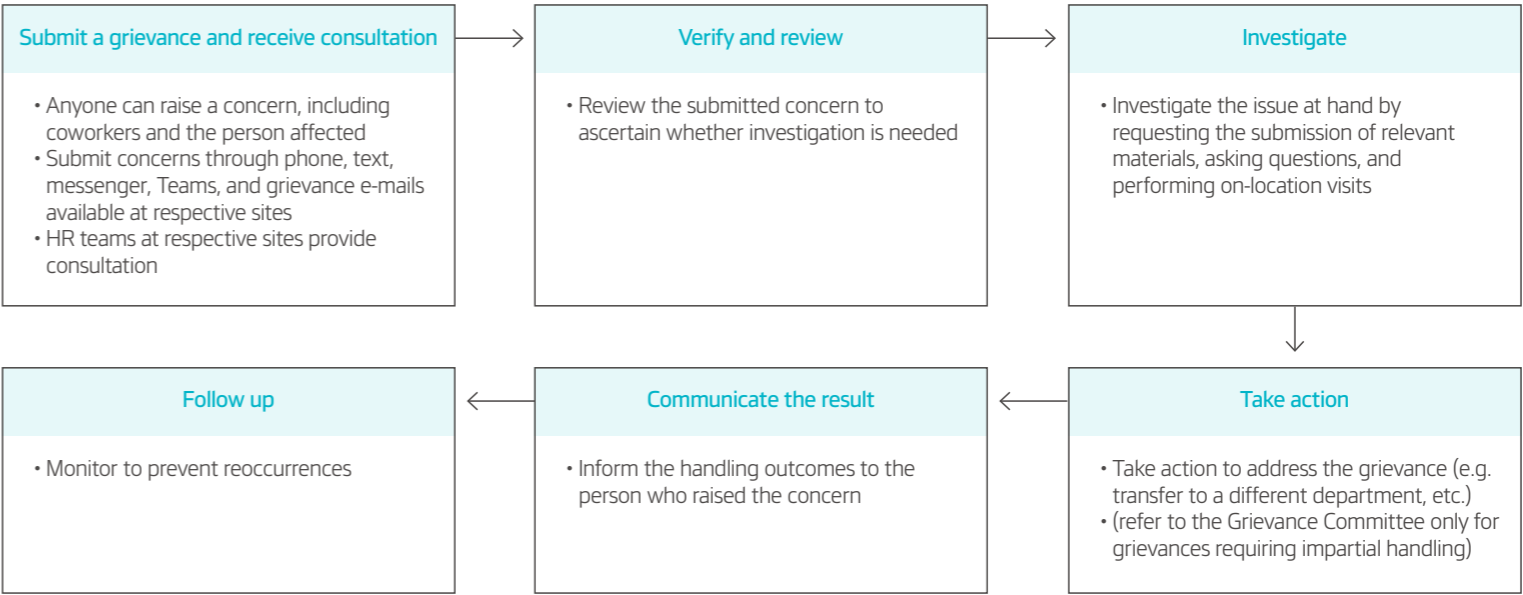 Submit a grievance and receive consultation
• Anyone can raise a concern, including
coworkers and the person affected
• Submit concerns through phone, text,
messenger, Teams, and grievance e-mails
available at respective sites
• HR teams at respective sites provide
consultation
Verify and review
• Review the submitted concern to
ascertain whether investigation is needed
Investigate
• Investigate the issue at hand by
requesting the submission of relevant
materials, asking questions, and
performing on-location visits
Take action
• Take action to address the grievance (e.g.
transfer to a different department, etc.)
• (refer to the Grievance Committee only for
grievances requiring impartial handling)
Communicate the result
• Inform the handling outcomes to the
person who raised the concern
Follow up
• Monitor to prevent reoccurrences